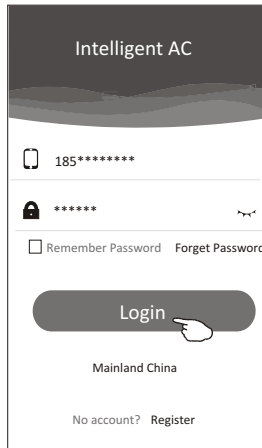 Intelligent AC
185********
******
Remember Password Forget Password
Login
Mainland China
No account? Register